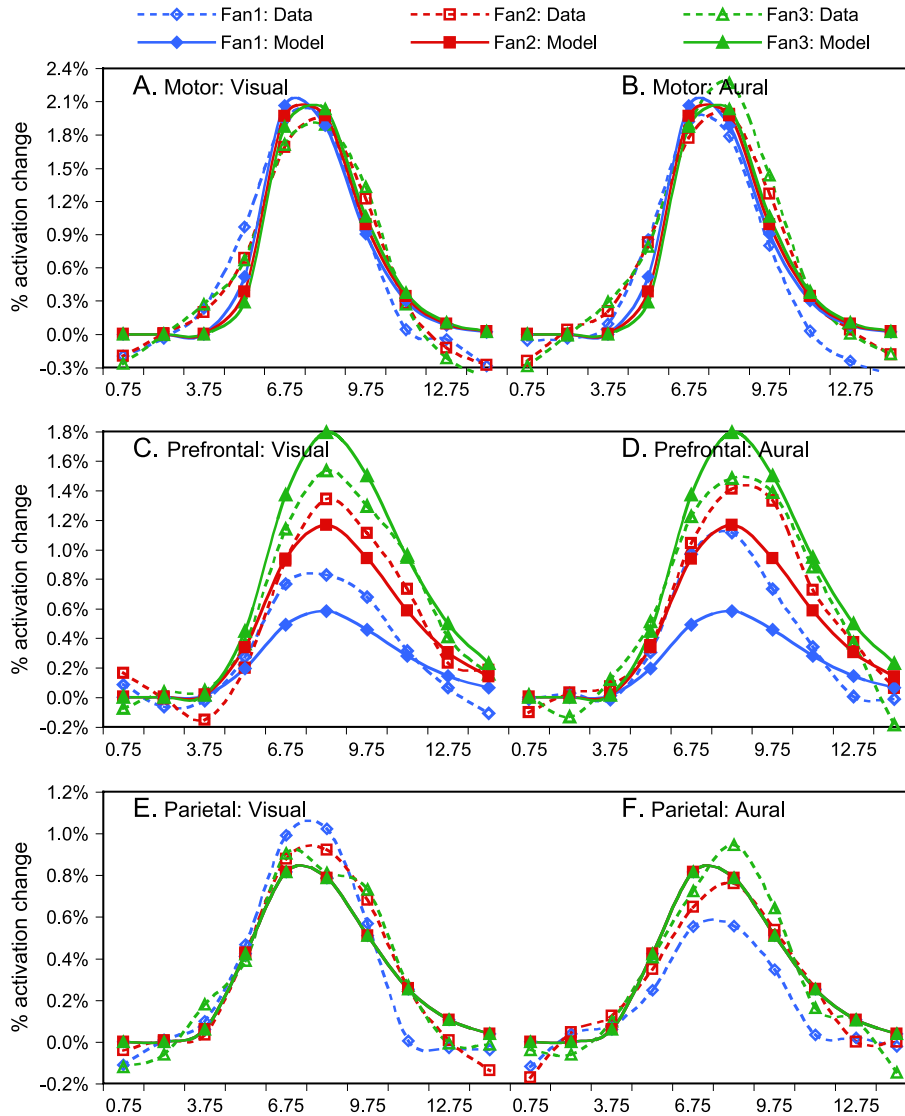 Fan1: Data Fan2: Data Fan3: Data
Fan1: Model Fan2: Model Fan3: Model
A. Motor: Visual B. Motor: Aural
% activation change
2.4%
2.1%
1.8%
1.5%
1.2%
0.9%
0.6%
0.3%
0.0%
-0.3%
0.75 3.75 6.75 9.75 12.75 0.75 3.75 6.75 9.75 12.75
C. Prefrontal: Visual D. Prefrontal: Aural
% activation change
1.8%
1.6%
1.4%
1.2%
1.0%
0.8%
0.6%
0.4%
0.2%
0.0%
-0.2%
0.75 3.75 6.75 9.75 12.75 0.75 3.75 6.75 9.75 12.75
E. Parietal: Visual F. Parietal: Aural
% activation change
1.2%
1.0%
0.8%
0.6%
0.4%
0.2%
0.0%
-0.2%
0.75 3.75 6.75 9.75 12.75 0.75 3.75 6.75 9.75 12.75